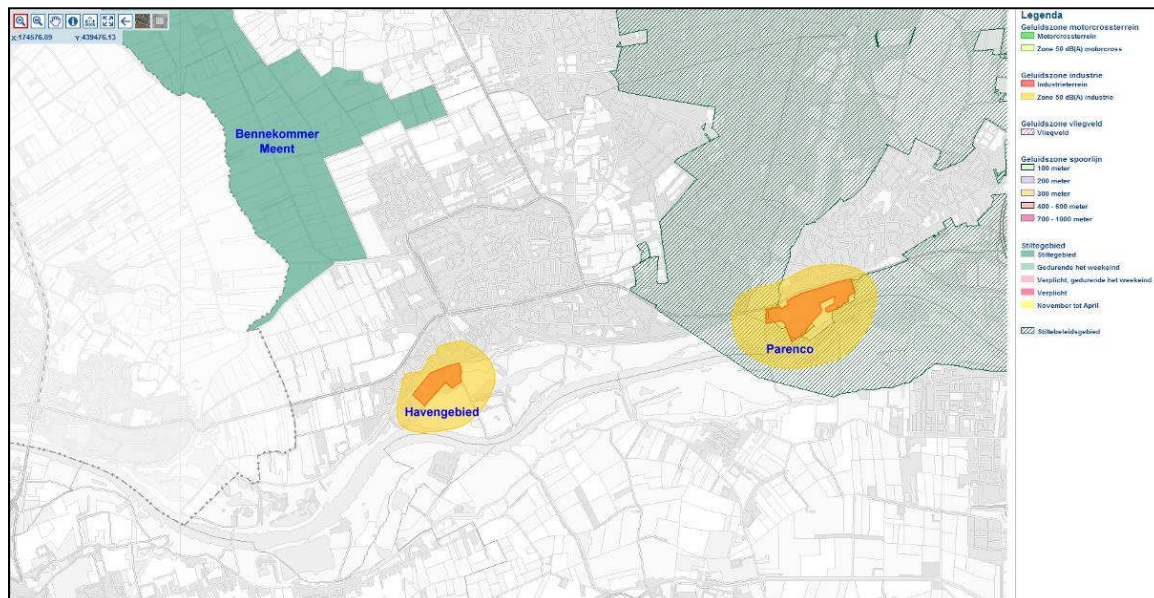 X:174576.09 Y:439476.13
Bennekommer
Meent
Havengebied
Parenco
Legenda
Geluidszone motorcrossterrein
Motorcrossterrein
Zone 50 dB(A) motorcross
Geluidszone industrie
Industrieterrein
Zone 50 dB(A) industrie
Geluidszone vliegveld
Vliegveld
Geluidszone spoorlijn
100 meter
200 meter
300 meter
400 - 600 meter
700 - 1000 meter
Stiltegebied
Stiltegebied
Gedurende het weekeind
Verplicht, gedurende het weekeind
Verplicht
November tot April
Stiltebeleidsgebied